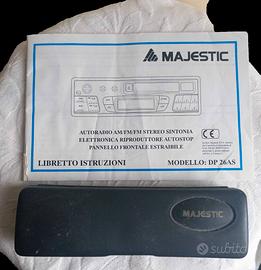 MAJESTIC
AUTORADIO AM/FM/FM STEREO SINTONIA
ELETTRONICA RIPRODUTTORE AUTOSTOP
PANNELLO FRONTALE ESTRAIBILE
LIBRETTO ISTRUZIONI
MODELLO: DP 26AS
MAJESTIC
subito